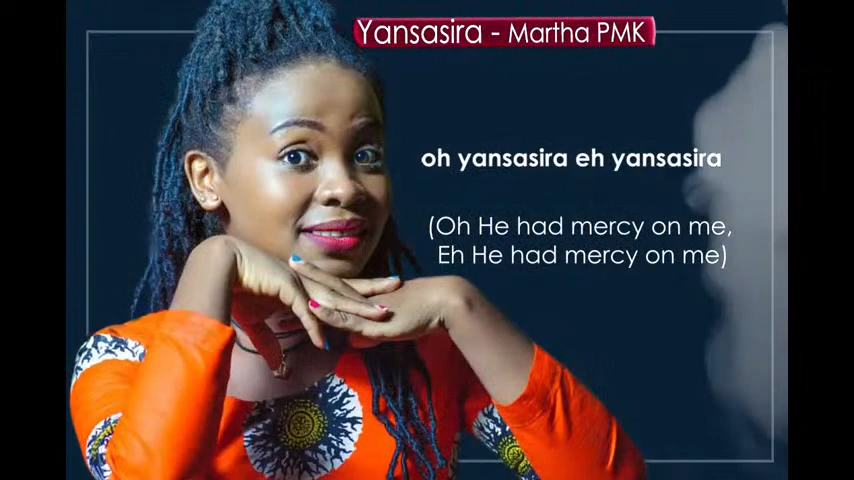 Yansasira - Martha PMK
oh yansasira eh yansasira
(Oh He had mercy on me,
Eh He had mercy on me)